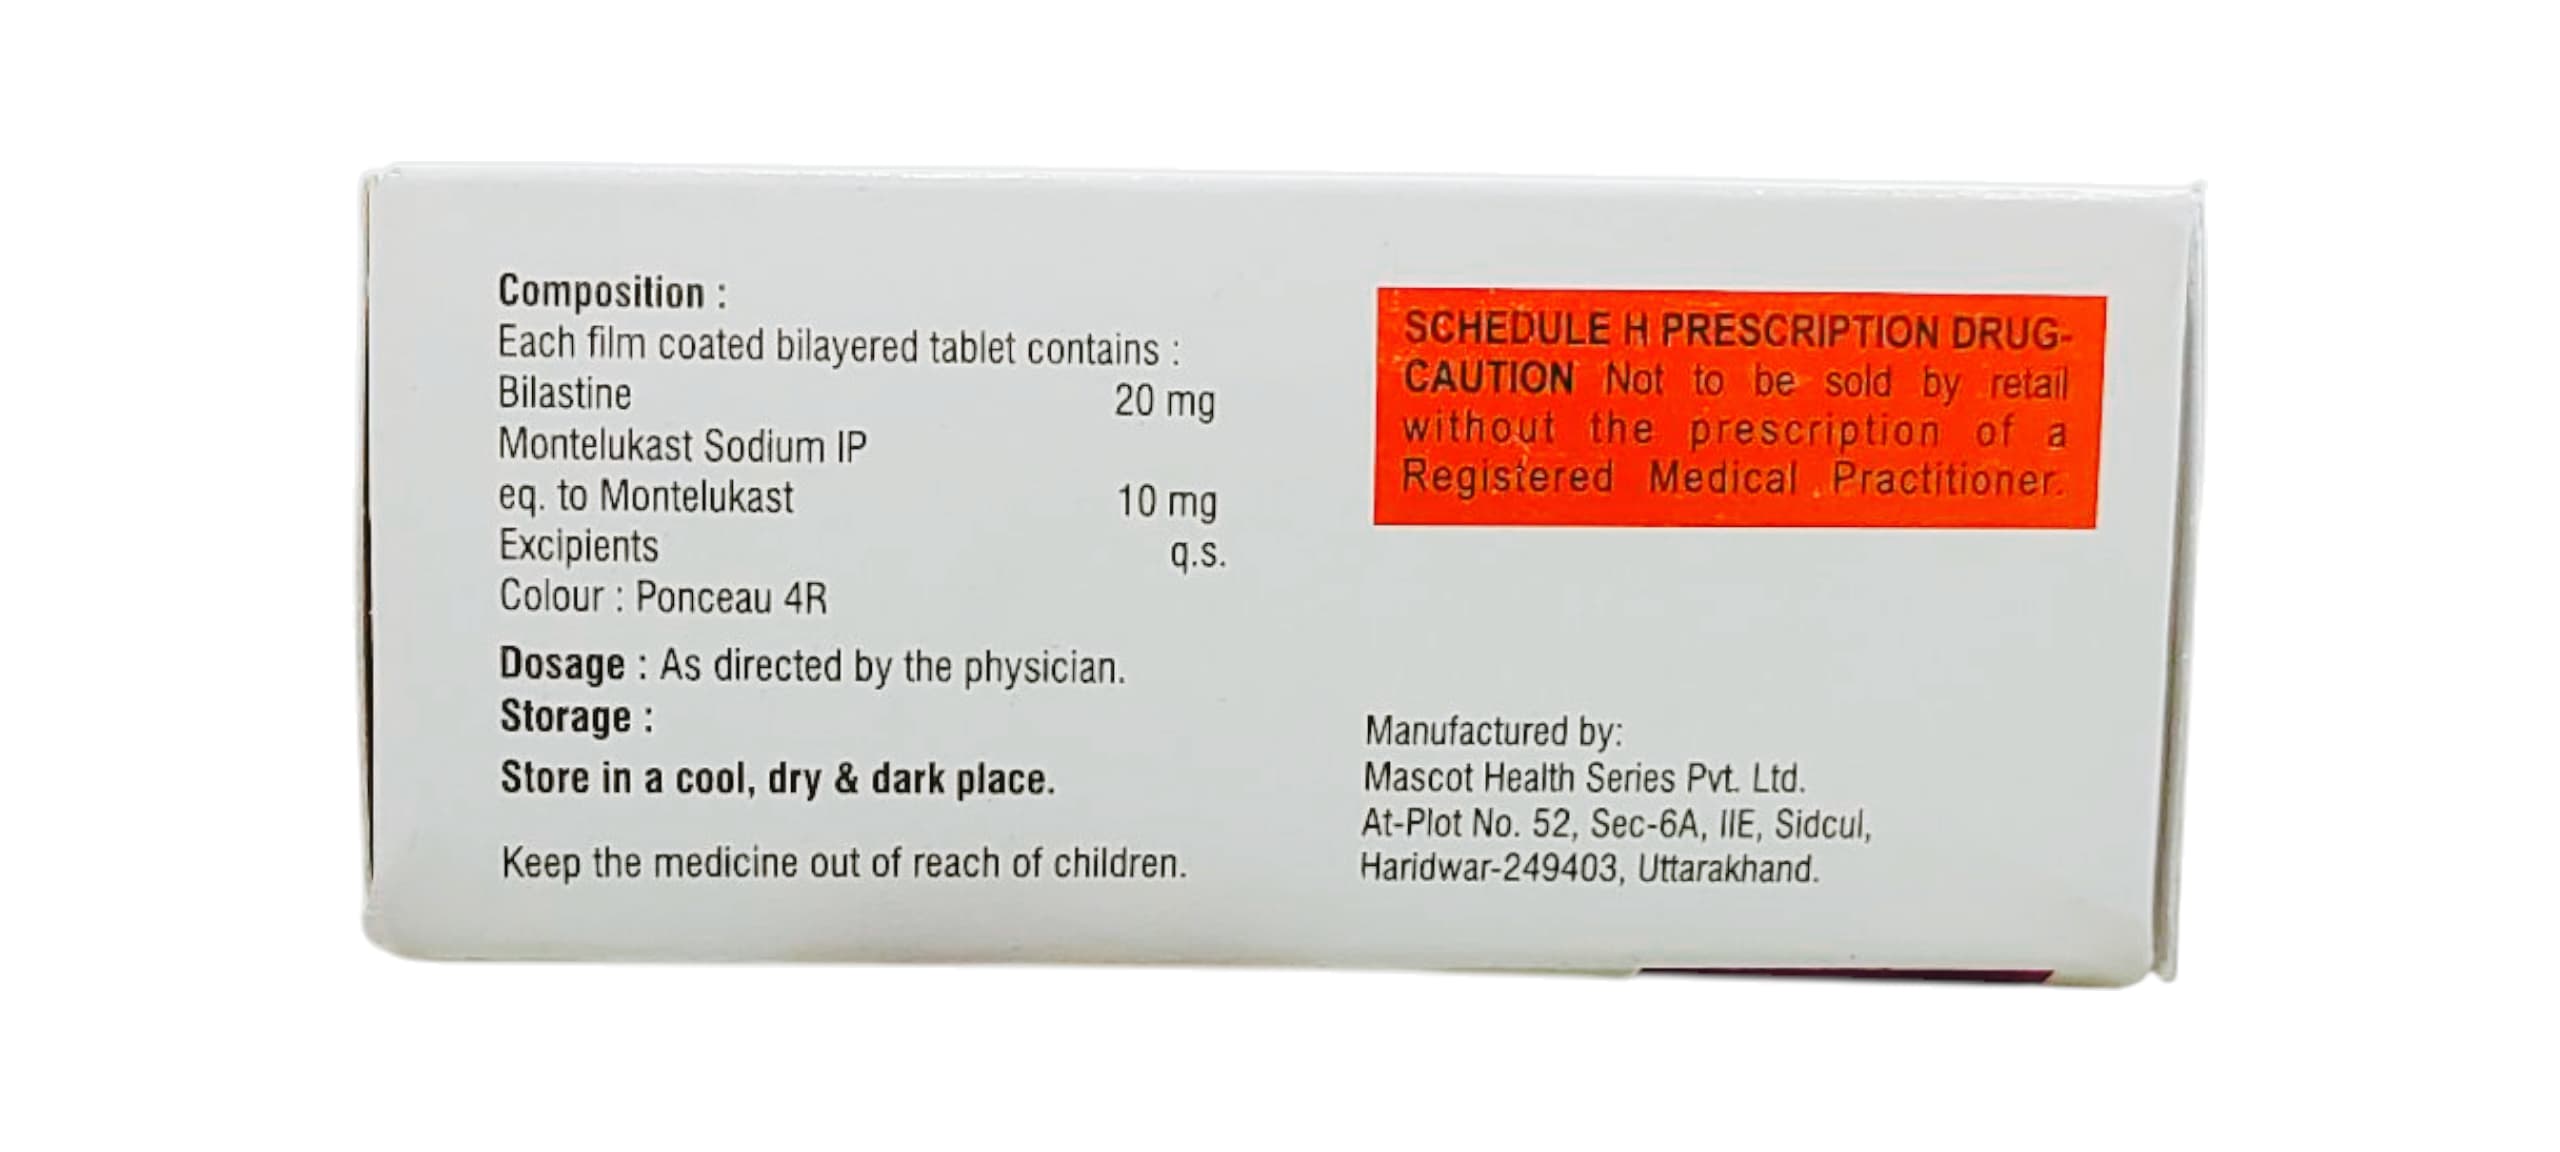 Composition :
Each film coated bilayered tablet contains :
Bilastine 20 mg
Montelukast Sodium IP
eq. to Montelukast 10 mg
Excipients q.s.
Colour : Ponceau 4R
Dosage : As directed by the physician.
Storage :
Store in a cool, dry & dark place.
Keep the medicine out of reach of children.
SCHEDULE H PRESCRIPTION DRUG-
CAUTION Not to be sold by retail
without the prescription of a
Registered Medical Practitioner.
Manufactured by:
Mascot Health Series Pvt. Ltd.
At-Plot No. 52, Sec-6A, IIE, Sidcul,
Haridwar-249403, Uttarakhand.